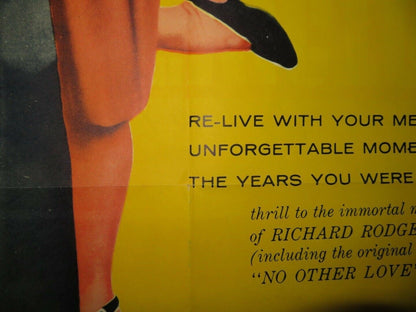 RE-LIVE WITH YOUR ME
UNFORGETTABLE MOME
THE YEARS YOU WERE
thrill to the immortal m
of RICHARD RODGE
(including the original
"NO OTHER LOVE"